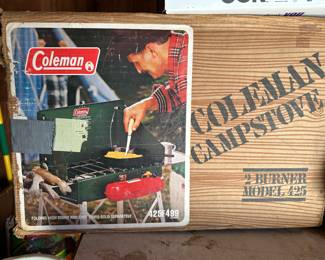 Coleman
COLEMAN
CAMPSTOVE
2 BURNER
MODEL 425
425F499